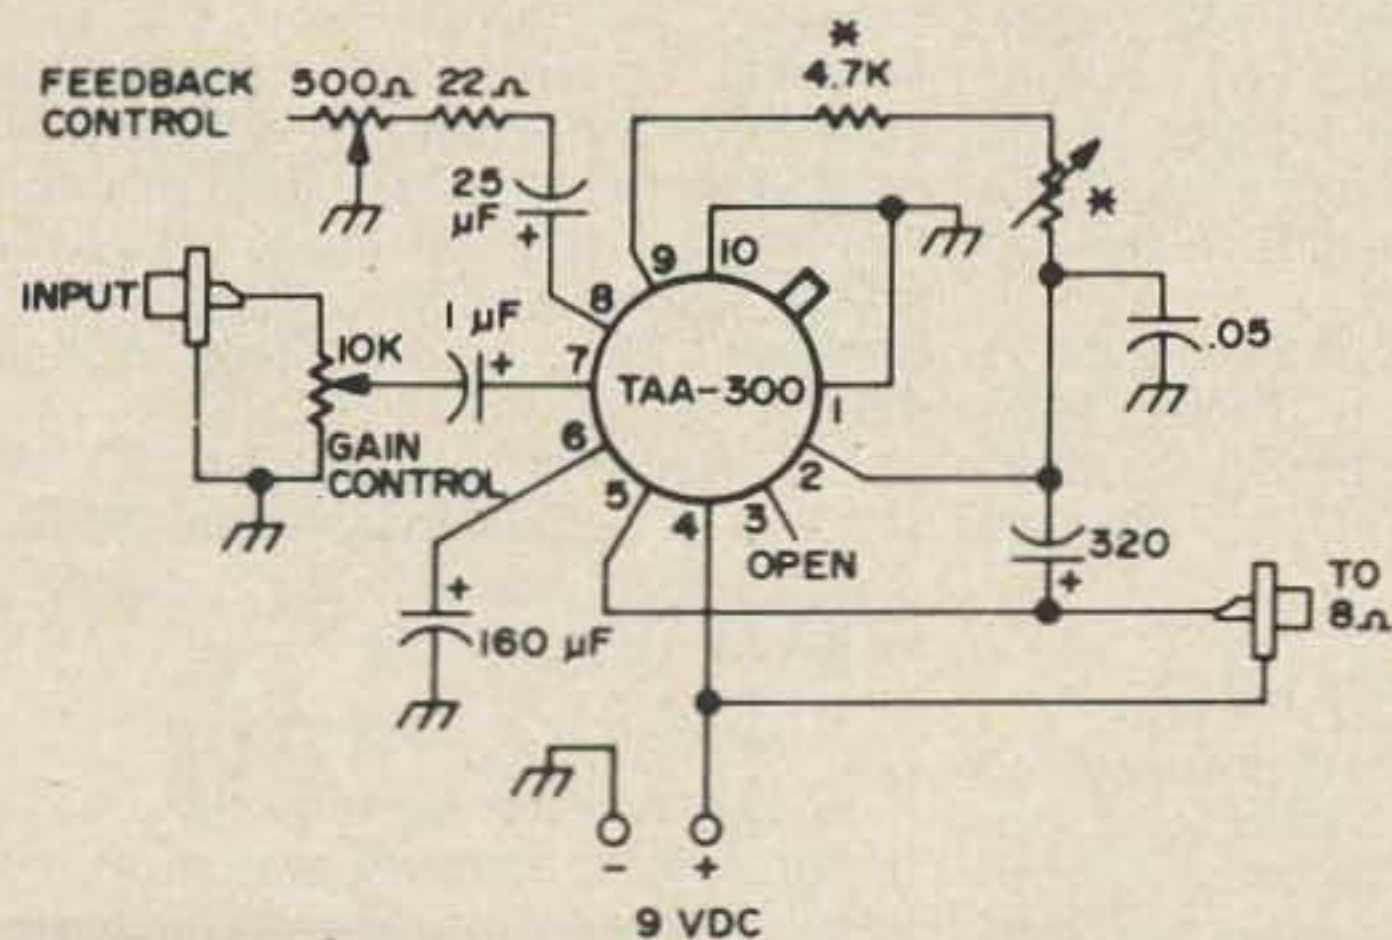 FEEDBACK
CONTROL
500Ω
22Ω
*
4.7K
25
µF
+
*
INPUT
10K
1 µF
+
GAIN
CONTROL
TAA-300
1
2
3
4
5
6
7
8
9
10
OPEN
.05
320
+
TO
8Ω
+
160 µF
-
+
9 VDC